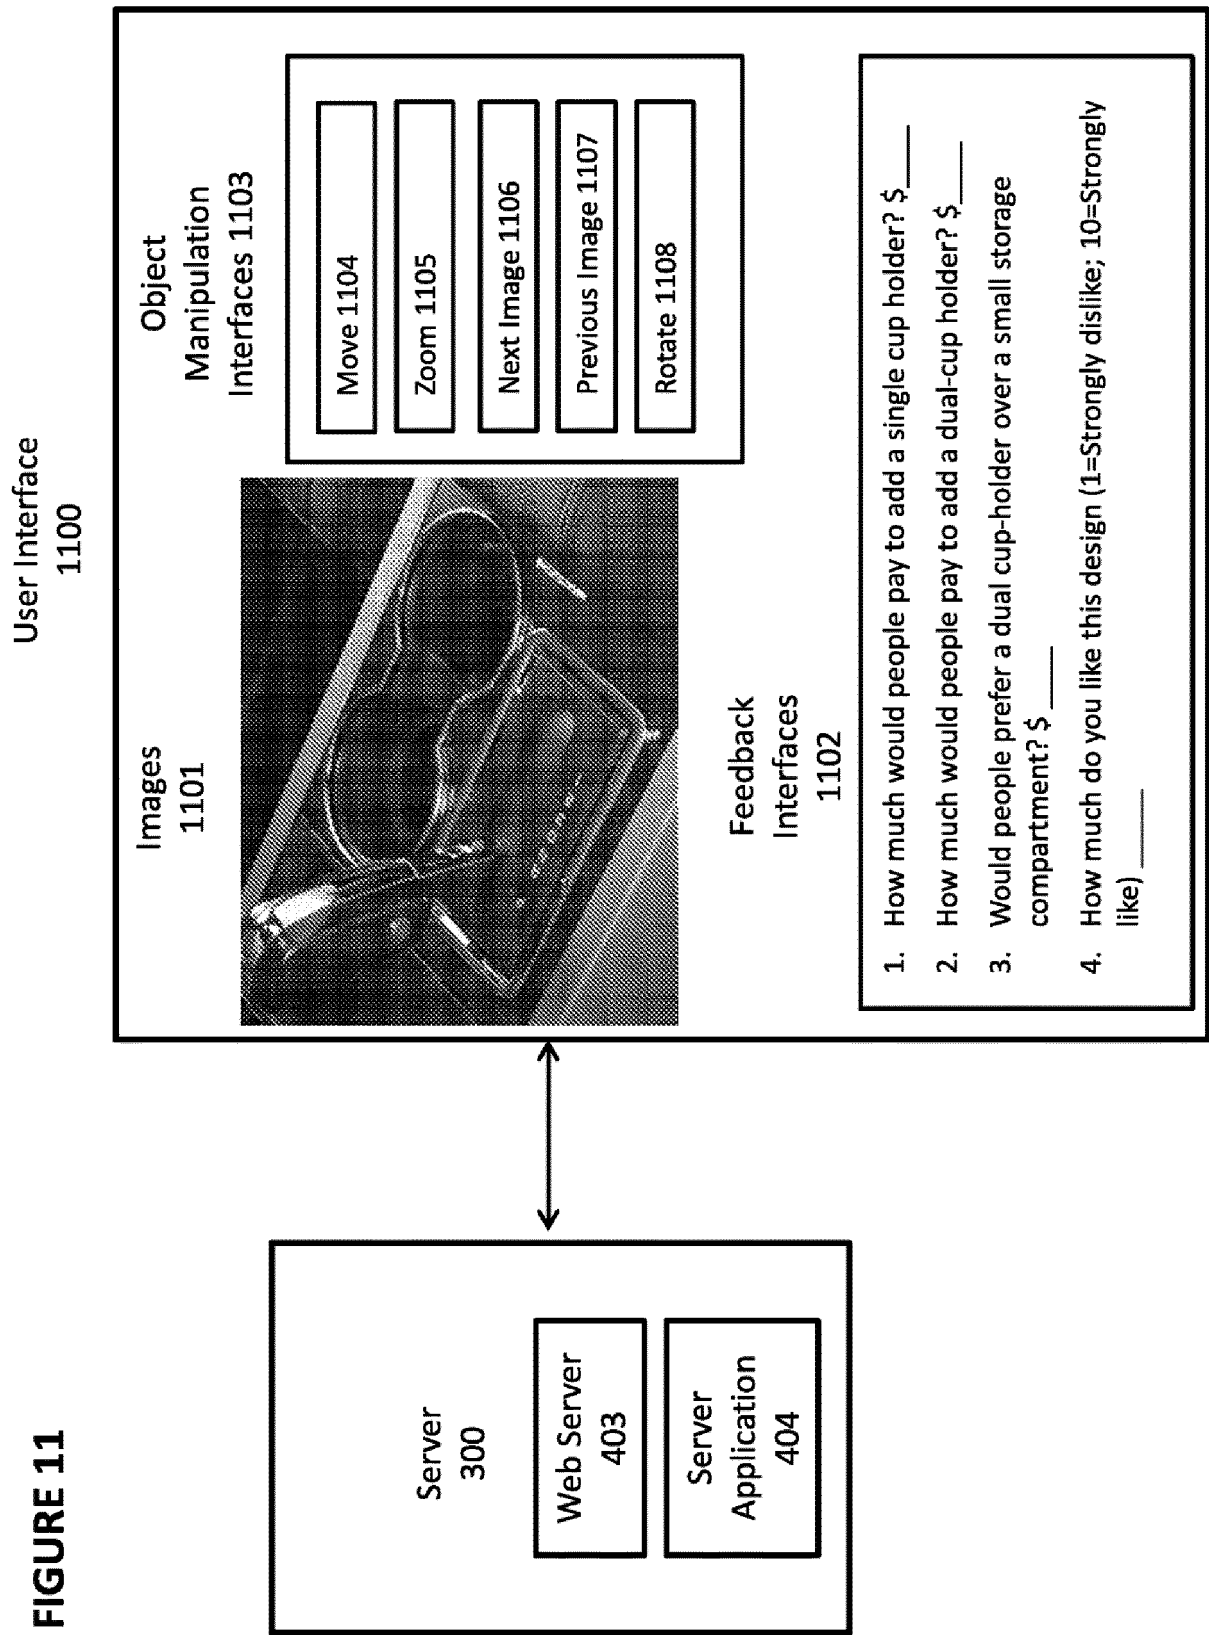 FIGURE 11
User Interface
1100
Server
300
Web Server
403
Server
Application
404
Images
1101
Object
Manipulation
Interfaces 1103
Move 1104
Zoom 1105
Next Image 1106
Previous Image 1107
Rotate 1108
Feedback
Interfaces
1102
1. How much would people pay to add a single cup holder? $____
2. How much would people pay to add a dual-cup holder? $____
3. Would people prefer a dual cup-holder over a small storage
compartment? $ ____
4. How much do you like this design (1=Strongly dislike; 10=Strongly
like) _____